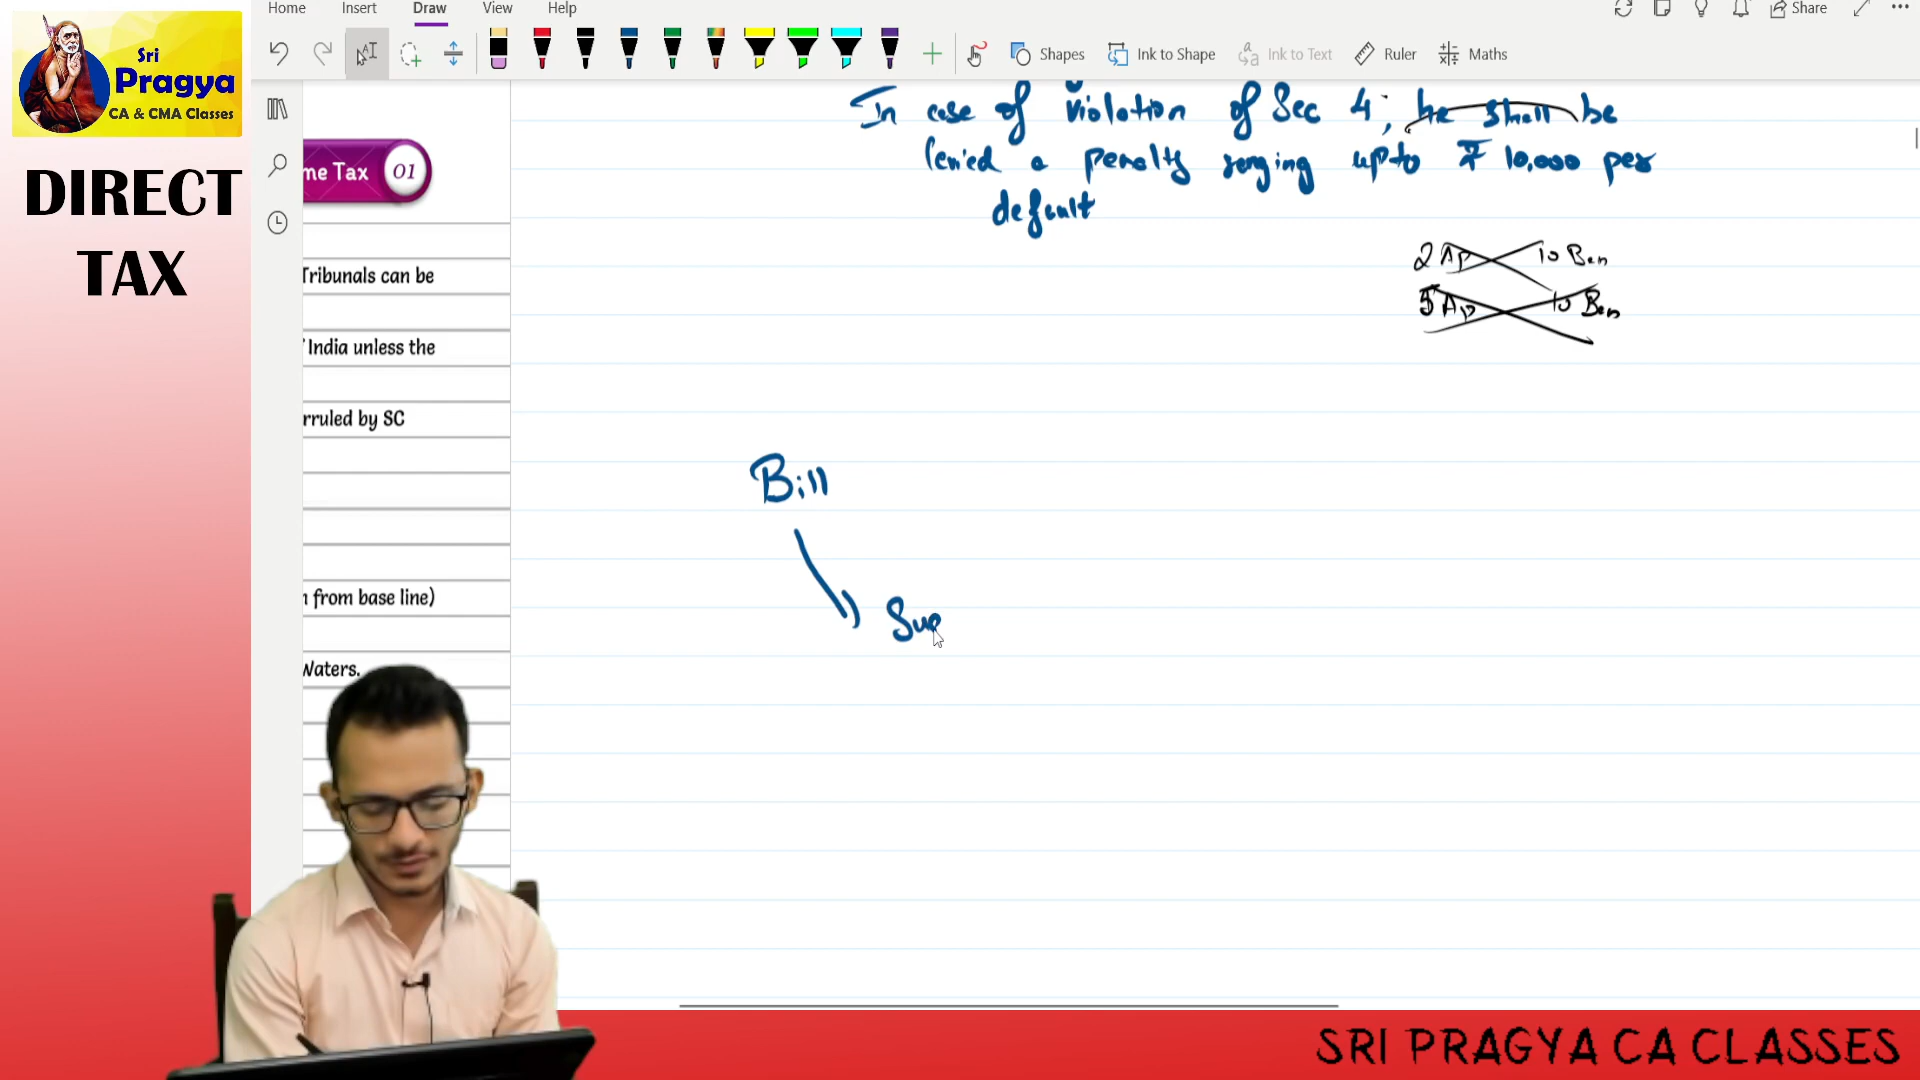 Sri
Pragya
CA & CMA Classes
DIRECT
TAX
Home Insert Draw View Help
Share
Shapes Ink to Shape Ink to Text Ruler Maths
me Tax 01
Tribunals can be
India unless the
rruled by SC
from base line)
Waters.
In case of violation of Sec 4; he shall be
levied a penalty ranging upto ₹ 10,000 per
default
2 Ap 10 Ben
5 Ap 10 Ben
Bill
Sup
SRI PRAGYA CA CLASSES